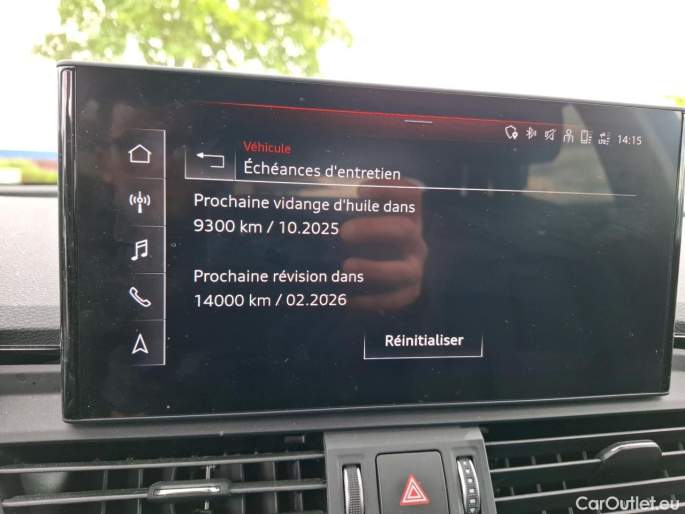 14:15
Véhicule
Échéances d'entretien
Prochaine vidange d'huile dans
9300 km / 10.2025
Prochaine révision dans
14000 km / 02.2026
Réinitialiser
CarOutlet.eu